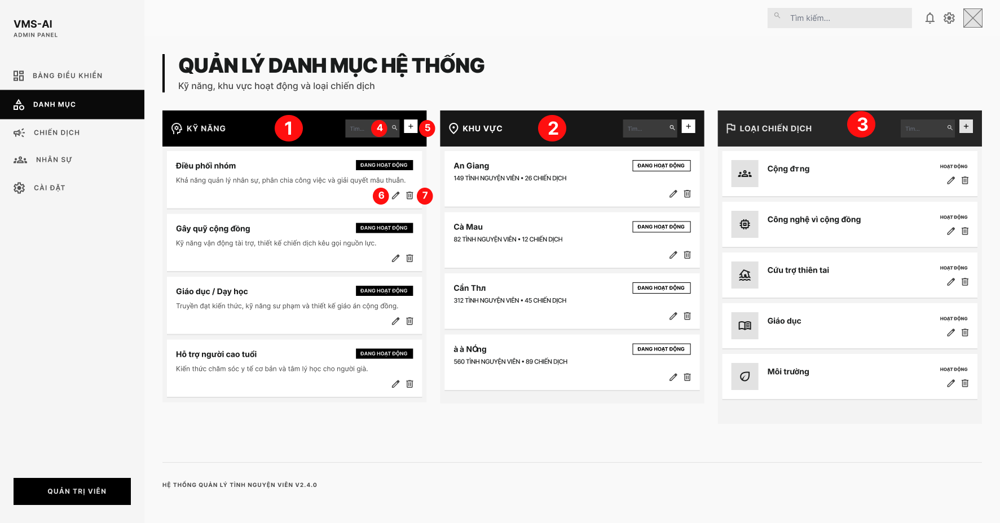 VMS-AI
ADMIN PANEL
BẢNG ĐIỀU KHIỂN
DANH MỤC
CHIẾN DỊCH
NHÂN SỰ
CÀI ĐẶT
QUẢN TRỊ VIÊN
Tìm kiếm...
QUẢN LÝ DANH MỤC HỆ THỐNG
Kỹ năng, khu vực hoạt động và loại chiến dịch
KỸ NĂNG
1
Tìm...
4
+
5
Điều phối nhóm
ĐANG HOẠT ĐỘNG
Khả năng quản lý nhân sự, phân chia công việc và giải quyết mâu thuẫn.
6
7
Gây quỹ cộng đồng
ĐANG HOẠT ĐỘNG
Kỹ năng vận động tài trợ, thiết kế chiến dịch kêu gọi nguồn lực.
Giáo dục / Dạy học
ĐANG HOẠT ĐỘNG
Truyền đạt kiến thức, kỹ năng sư phạm và thiết kế giáo án cộng đồng.
Hỗ trợ người cao tuổi
ĐANG HOẠT ĐỘNG
Kiến thức chăm sóc y tế cơ bản và tâm lý học cho người già.
KHU VỰC
2
Tìm...
+
An Giang
ĐANG HOẠT ĐỘNG
149 TÌNH NGUYỆN VIÊN • 26 CHIẾN DỊCH
Cà Mau
ĐANG HOẠT ĐỘNG
82 TÌNH NGUYỆN VIÊN • 12 CHIẾN DỊCH
Cần Thл
ĐANG HOẠT ĐỘNG
312 TÌNH NGUYỆN VIÊN • 45 CHIẾN DỊCH
à à NỎng
ĐANG HOẠT ĐỘNG
560 TÌNH NGUYỆN VIÊN • 89 CHIẾN DỊCH
LOẠI CHIẾN DỊCH
3
Tìm...
+
Cộng đтng
HOẠT ĐỘNG
Công nghệ vì cộng đồng
HOẠT ĐỘNG
Cứu trợ thiên tai
HOẠT ĐỘNG
Giáo dục
HOẠT ĐỘNG
Môi trường
HOẠT ĐỘNG
HỆ THỐNG QUẢN LÝ TÌNH NGUYỆN VIÊN V2.4.0